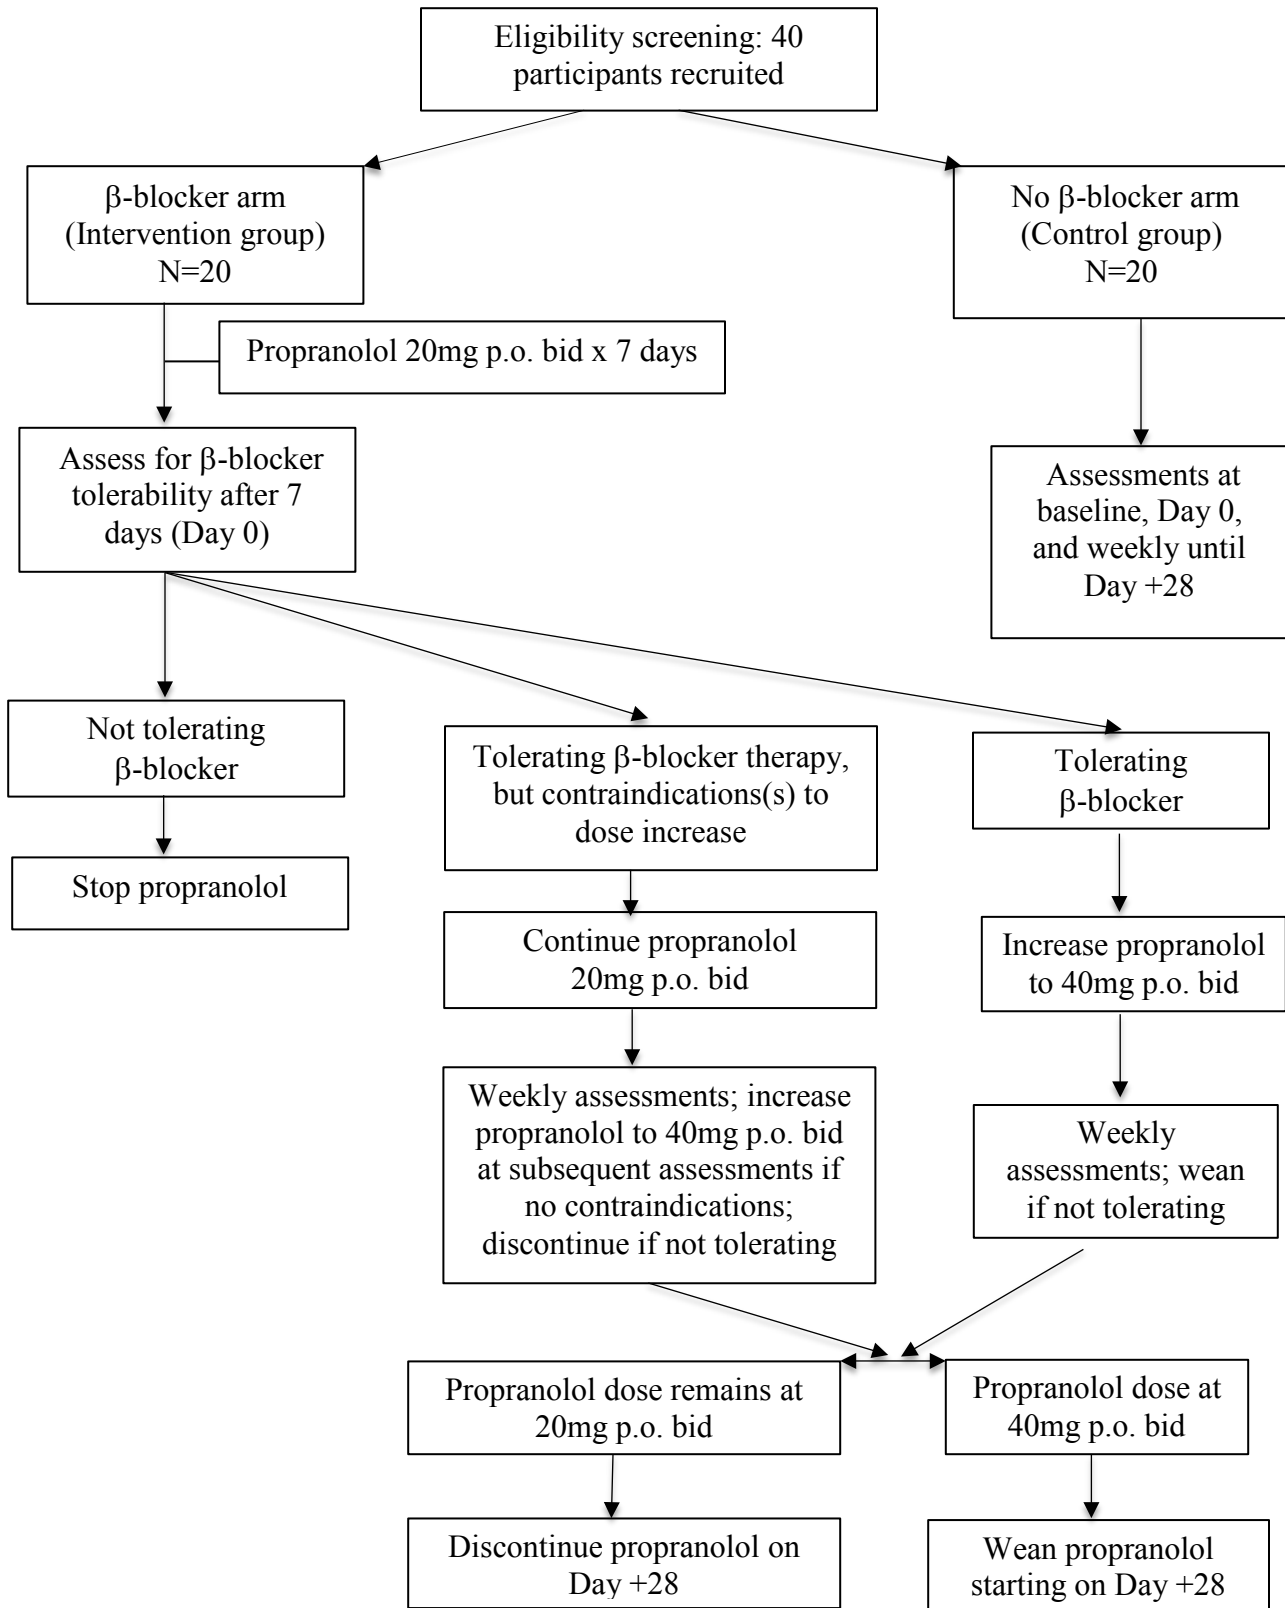 Eligibility screening: 40
participants recruited
β-blocker arm
(Intervention group)
N=20
No β-blocker arm
(Control group)
N=20
Propranolol 20mg p.o. bid x 7 days
Assess for β-blocker
tolerability after 7
days (Day 0)
Assessments at
baseline, Day 0,
and weekly until
Day +28
Not tolerating
β-blocker
Tolerating β-blocker therapy,
but contraindications(s) to
dose increase
Tolerating
β-blocker
Stop propranolol
Continue propranolol
20mg p.o. bid
Increase propranolol
to 40mg p.o. bid
Weekly assessments; increase
propranolol to 40mg p.o. bid
at subsequent assessments if
no contraindications;
discontinue if not tolerating
Weekly
assessments; wean
if not tolerating
Propranolol dose remains at
20mg p.o. bid
Propranolol dose at
40mg p.o. bid
Discontinue propranolol on
Day +28
Wean propranolol
starting on Day +28